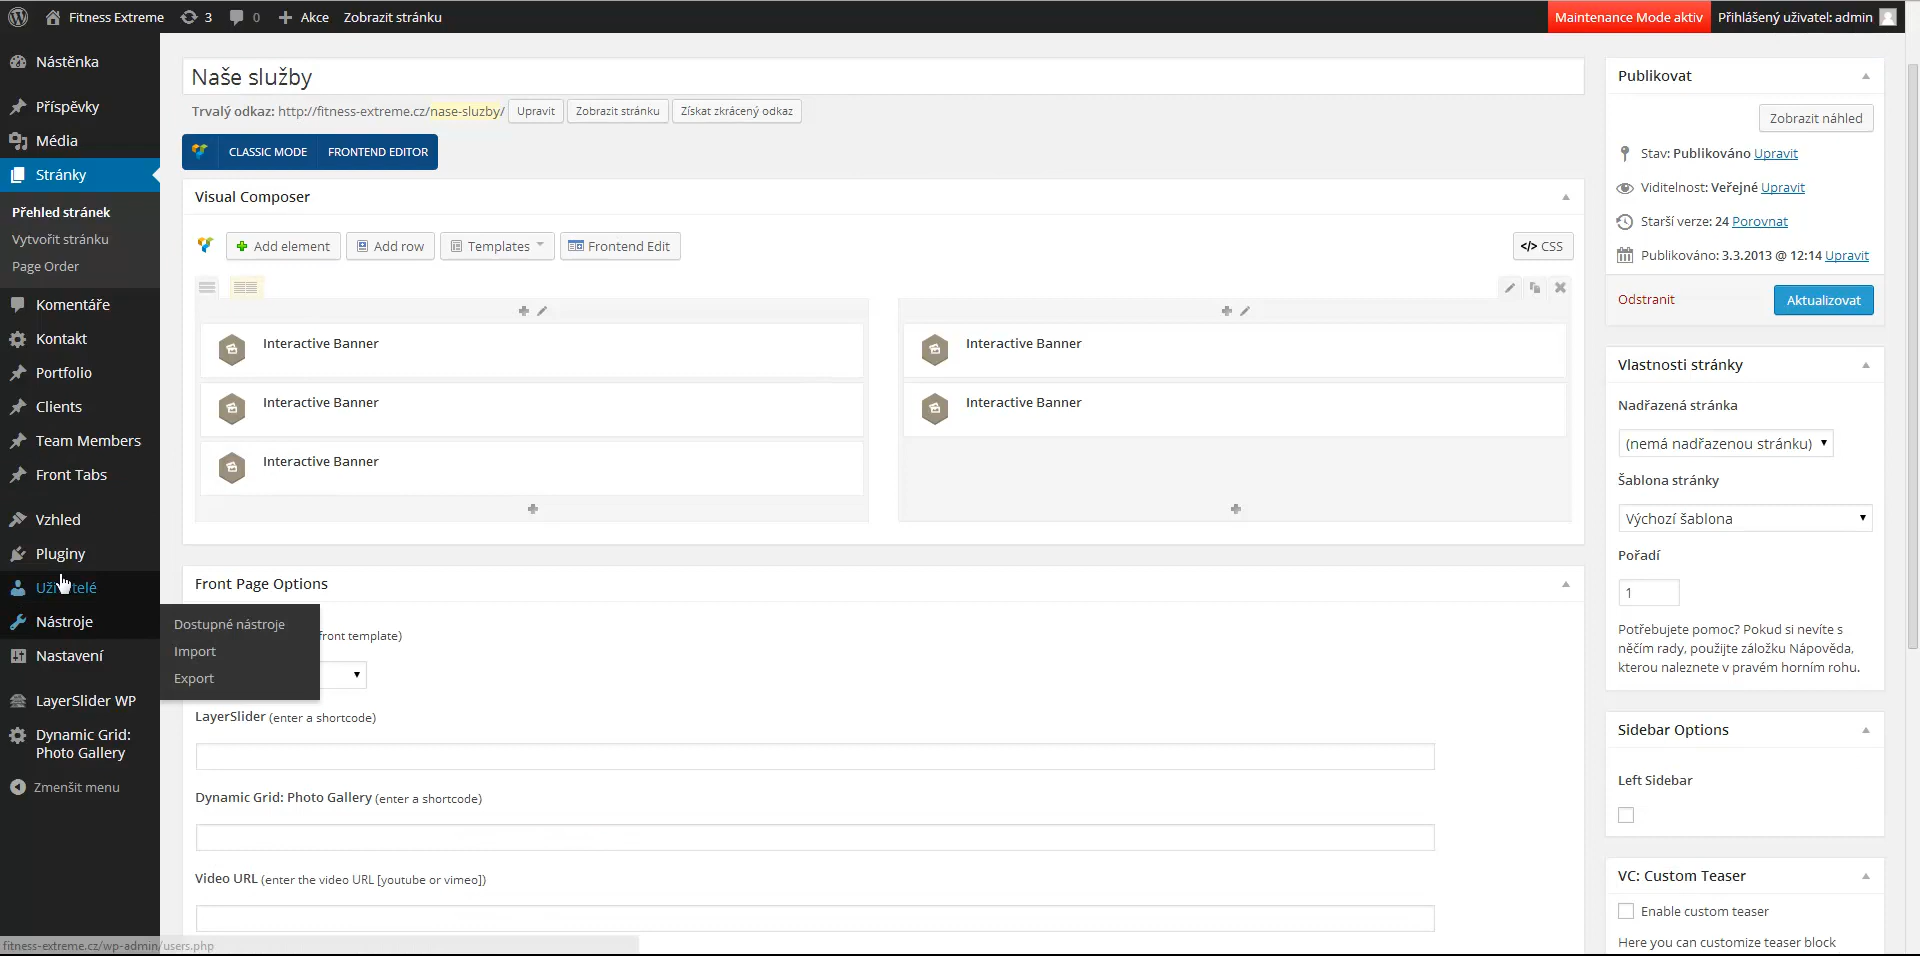 Fitness Extreme 3 0 Akce Zobrazit stránku Maintenance Mode aktiv Přihlášený uživatel: admin
Nástěnka
Příspěvky
Média
Stránky
Přehled stránek
Vytvořit stránku
Page Order
Komentáře
Kontakt
Portfolio
Clients
Team Members
Front Tabs
Vzhled
Pluginy
Nástroje
Nastavení
LayerSlider WP
Dynamic Grid:
Photo Gallery
Zmenšit menu
Dostupné nástroje
Import
Export
Naše služby
Trvalý odkaz: http://fitness-extreme.cz/nase-sluzby/ Upravit Zobrazit stránku Získat zkrácený odkaz
CLASSIC MODE FRONTEND EDITOR
Visual Composer
Add element Add row Templates Frontend Edit </> CSS
Interactive Banner
Interactive Banner
Interactive Banner
Interactive Banner
Interactive Banner
Front Page Options
front template)
LayerSlider (enter a shortcode)
Dynamic Grid: Photo Gallery (enter a shortcode)
Video URL (enter the video URL [youtube or vimeo])
Publikovat
Zobrazit náhled
Stav: Publikováno Upravit
Viditelnost: Veřejné Upravit
Starší verze: 24 Porovnat
Publikováno: 3.3.2013 @ 12:14 Upravit
Odstranit Aktualizovat
Vlastnosti stránky
Nadřazená stránka
(nemá nadřazenou stránku)
Šablona stránky
Výchozí šablona
Pořadí
1
Potřebujete pomoc? Pokud si nevíte s
něčím rady, použijte záložku Nápověda,
kterou naleznete v pravém horním rohu.
Sidebar Options
Left Sidebar
VC: Custom Teaser
Enable custom teaser
Here you can customize teaser block
fitness-extreme.cz/wp-admin/users.php